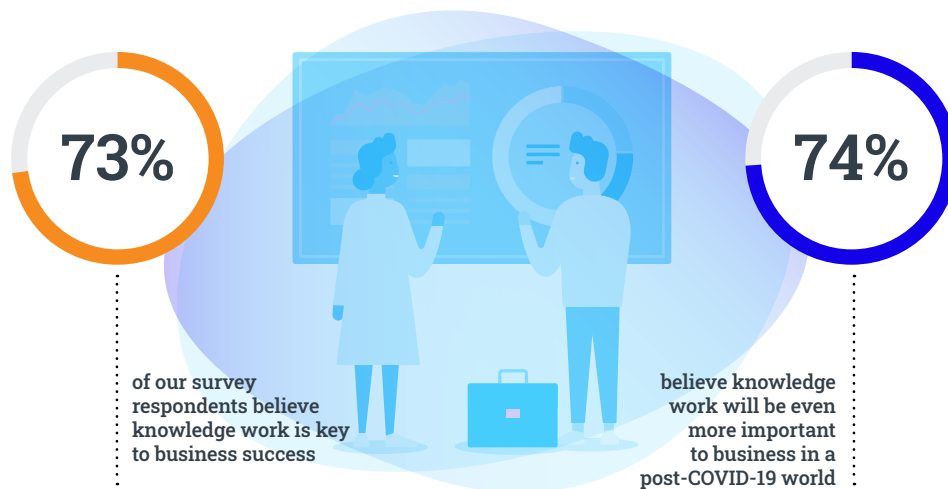 73%
of our survey
respondents believe
knowledge work is key
to business success
74%
believe knowledge
work will be even
more important
to business in a
post-COVID-19 world